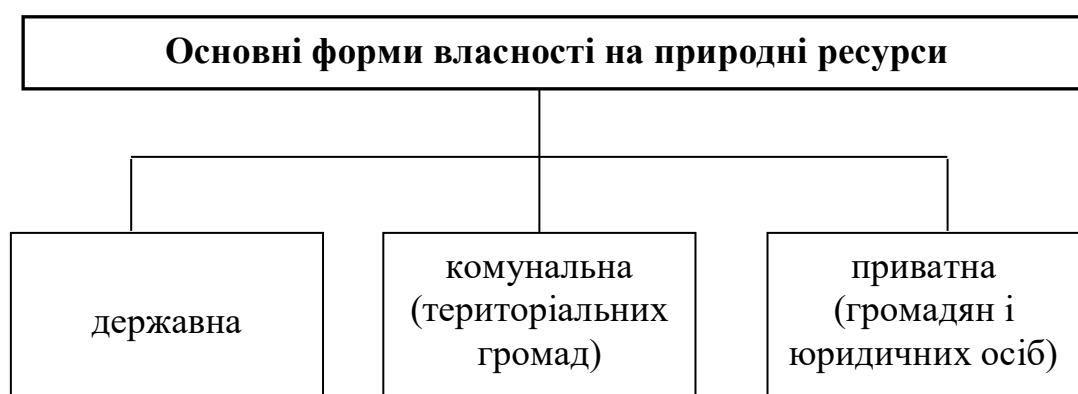 Основні форми власності на природні ресурси
державна
комунальна
(територіальних
громад)
приватна
(громадян і
юридичних осіб)